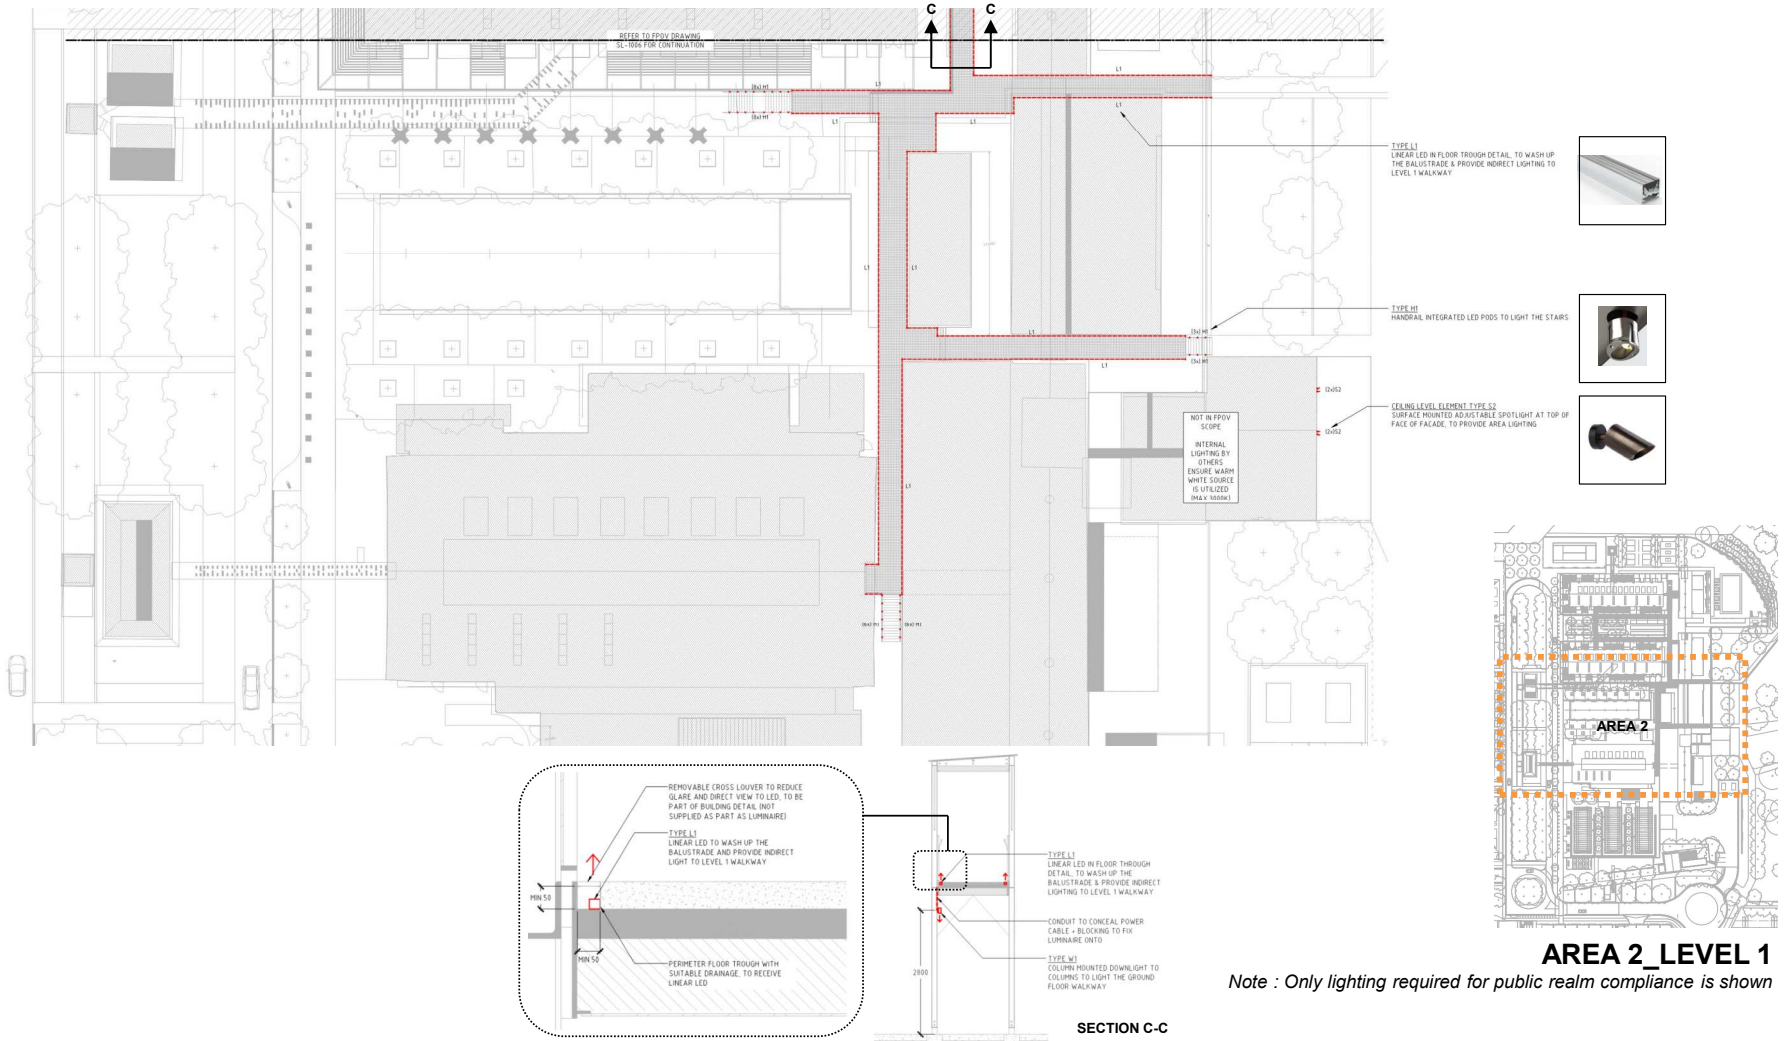 C
C
REFER TO FPOV DRAWING
SL-1006 FOR CONTINUATION
L1
L1
(8x) H1
(8x) H1
L1
L1
L1
TYPE L1
LINEAR LED IN FLOOR TROUGH DETAIL, TO WASH UP
THE BALUSTRADE & PROVIDE INDIRECT LIGHTING TO
LEVEL 1 WALKWAY
L1
L1
TYPE H1
HANDRAIL INTEGRATED LED PODS TO LIGHT THE STAIRS
L1
(3x) H1
(3x) H1
L1
(2x)S2
CEILING LEVEL ELEMENT TYPE S2
SURFACE MOUNTED ADJUSTABLE SPOTLIGHT AT TOP OF
FACE OF FACADE, TO PROVIDE AREA LIGHTING
(2x)S2
NOT IN FPOV
SCOPE
INTERNAL
LIGHTING BY
OTHERS
ENSURE WARM
WHITE SOURCE
IS UTILIZED
(MAX 3000K)
L1
(6x) H1
(6x) H1
AREA 2
REMOVABLE CROSS LOUVER TO REDUCE
GLARE AND DIRECT VIEW TO LED, TO BE
PART OF BUILDING DETAIL (NOT
SUPPLIED AS PART AS LUMINAIRE)
TYPE L1
LINEAR LED TO WASH UP THE
BALUSTRADE AND PROVIDE INDIRECT
LIGHT TO LEVEL 1 WALKWAY
MIN 50
MIN 50
PERIMETER FLOOR TROUGH WITH
SUITABLE DRAINAGE, TO RECEIVE
LINEAR LED
TYPE L1
LINEAR LED IN FLOOR THROUGH
DETAIL, TO WASH UP THE
BALUSTRADE & PROVIDE INDIRECT
LIGHTING TO LEVEL 1 WALKWAY
CONDUIT TO CONCEAL POWER
CABLE + BLOCKING TO FIX
LUMINAIRE ONTO
TYPE W1
COLUMN MOUNTED DOWNLIGHT TO
COLUMNS TO LIGHT THE GROUND
FLOOR WALKWAY
2800
SECTION C-C
AREA 2_LEVEL 1
Note : Only lighting required for public realm compliance is shown